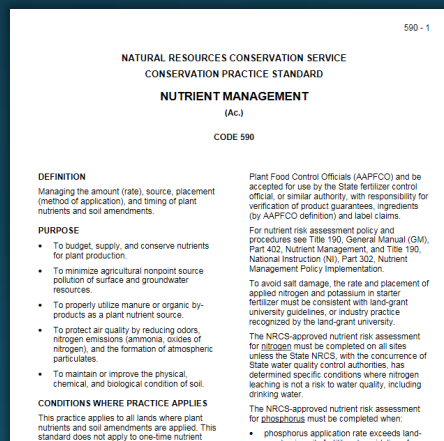 590 - 1
NATURAL RESOURCES CONSERVATION SERVICE
CONSERVATION PRACTICE STANDARD
NUTRIENT MANAGEMENT
(Ac.)
CODE 590
DEFINITION
Managing the amount (rate), source, placement
(method of application), and timing of plant
nutrients and soil amendments.
PURPOSE
• To budget, supply, and conserve nutrients
for plant production.
• To minimize agricultural nonpoint source
pollution of surface and groundwater
resources.
• To properly utilize manure or organic by-
products as a plant nutrient source.
• To protect air quality by reducing odors,
nitrogen emissions (ammonia, oxides of
nitrogen), and the formation of atmospheric
particulates.
• To maintain or improve the physical,
chemical, and biological condition of soil.
CONDITIONS WHERE PRACTICE APPLIES
This practice applies to all lands where plant
nutrients and soil amendments are applied. This
standard does not apply to one-time nutrient
Plant Food Control Officials (AAPFCO) and be
accepted for use by the State fertilizer control
official, or similar authority, with responsibility for
verification of product guarantees, ingredients
(by AAPFCO definition) and label claims.
For nutrient risk assessment policy and
procedures see Title 190, General Manual (GM),
Part 402, Nutrient Management, and Title 190,
National Instruction (NI), Part 302, Nutrient
Management Policy Implementation.
To avoid salt damage, the rate and placement of
applied nitrogen and potassium in starter
fertilizer must be consistent with land-grant
university guidelines, or industry practice
recognized by the land-grant university.
The NRCS-approved nutrient risk assessment
for nitrogen must be completed on all sites
unless the State NRCS, with the concurrence of
State water quality control authorities, has
determined specific conditions where nitrogen
leaching is not a risk to water quality, including
drinking water.
The NRCS-approved nutrient risk assessment
for phosphorus must be completed when:
• phosphorus application rate exceeds land-